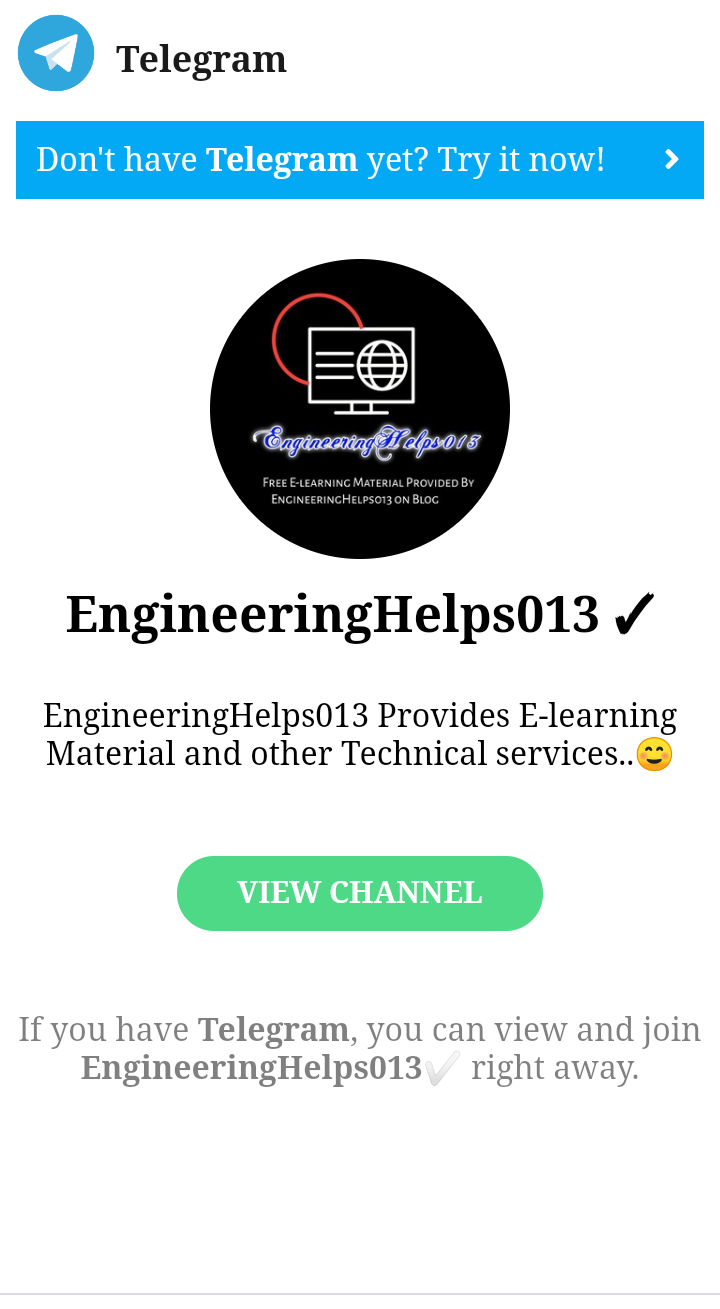 Telegram
Don't have Telegram yet? Try it now!
EngineeringHelps013
Free E-learning Material Provided By
EngineeringHelps013 on Blog
EngineeringHelps013 ✔
EngineeringHelps013 Provides E-learning
Material and other Technical services..😊
VIEW CHANNEL
If you have Telegram, you can view and join
EngineeringHelps013✔ right away.